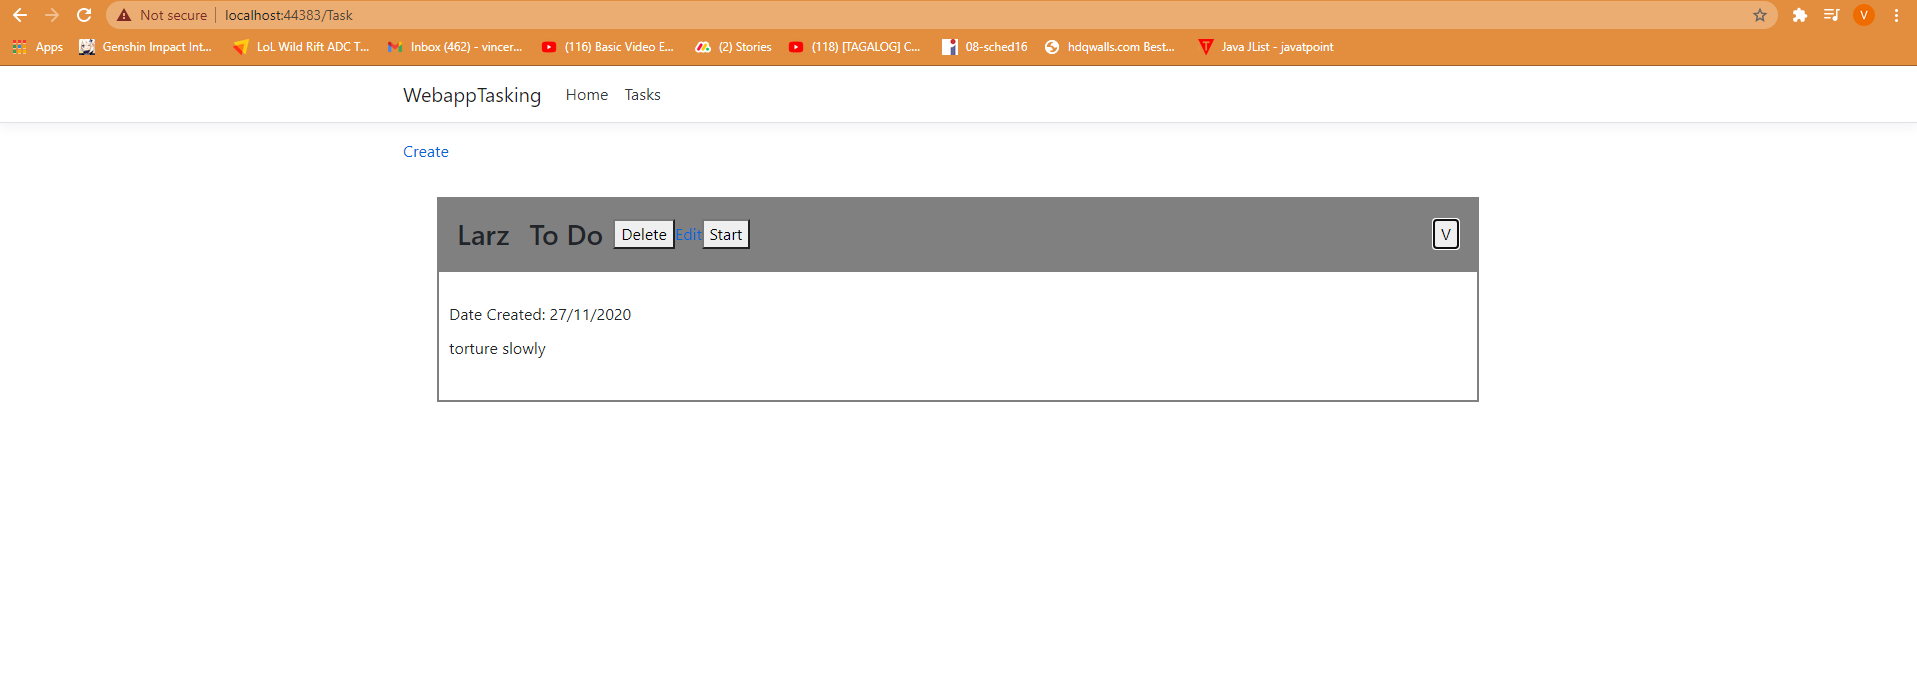 Not secure localhost:44383/Task V
Apps Genshin Impact Int... LoL Wild Rift ADC T... Inbox (462) - vincer... (116) Basic Video E... (2) Stories (118) [TAGALOG] C... 08-sched16 hdqwalls.com Best... Java JList - javatpoint
WebappTasking Home Tasks
Create
Larz To Do Delete Edit Start V
Date Created: 27/11/2020
torture slowly